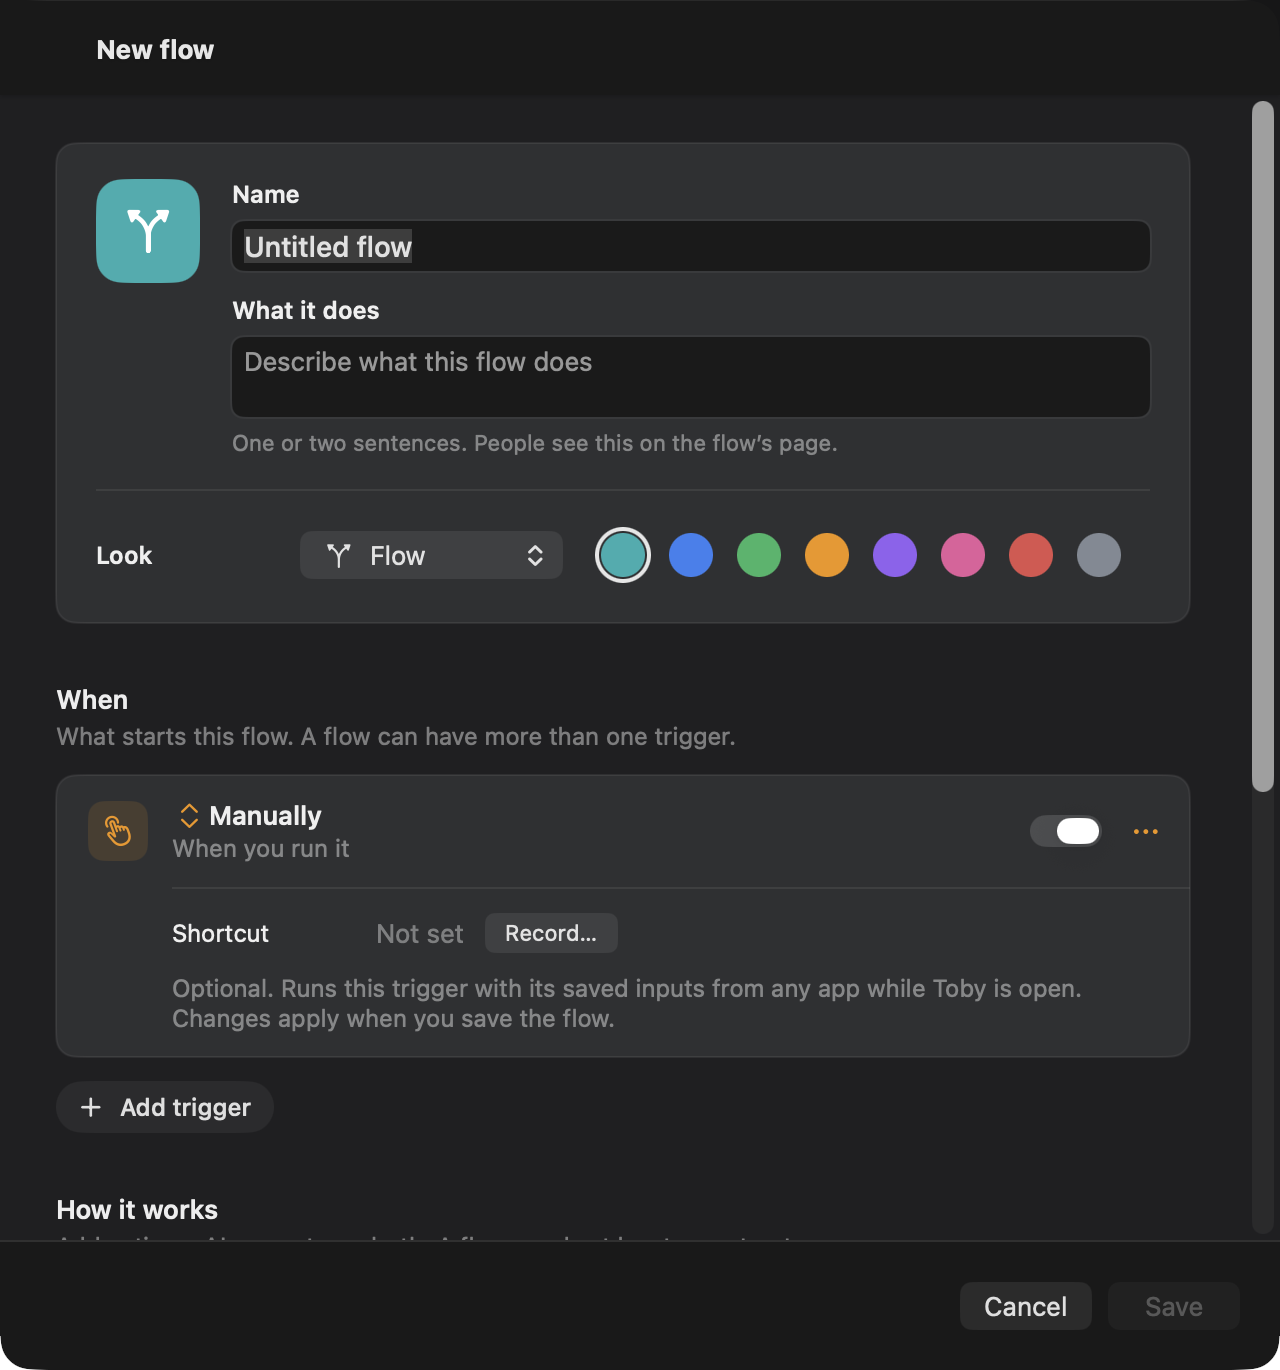 New flow
Name
Untitled flow
What it does
Describe what this flow does
One or two sentences. People see this on the flow’s page.
Look
Flow
When
What starts this flow. A flow can have more than one trigger.
Manually
When you run it
Shortcut
Not set
Record...
Optional. Runs this trigger with its saved inputs from any app while Toby is open.
Changes apply when you save the flow.
Add trigger
How it works
Cancel
Save